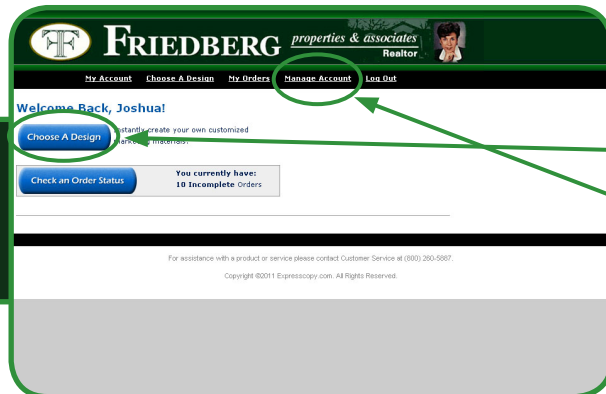 FRIEDBERG properties & associates
Realtor
My Account Choose A Design My Orders Manage Account Log Out
Welcome Back, Joshua!
Choose A Design
Instantly create your own customized
marketing materials!
Check an Order Status
You currently have:
10 Incomplete Orders
For assistance with a product or service please contact Customer Service at (800) 260-5887.
Copyright ©2011 Expresscopy.com. All Rights Reserved.